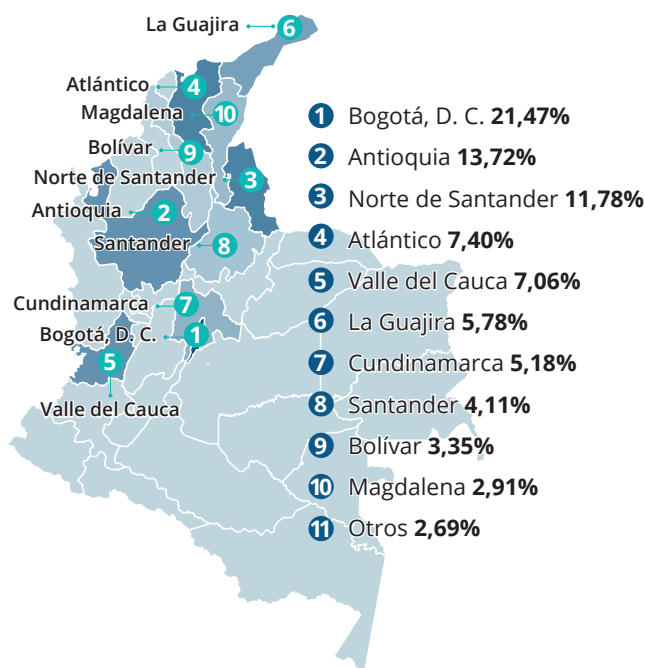 La Guajira 6
Atlántico 4
Magdalena 10
Bolívar 9
Norte de Santander 3
Antioquia 2
Santander 8
Cundinamarca 7
Bogotá, D. C. 1
5
Valle del Cauca
1 Bogotá, D. C. 21,47%
2 Antioquia 13,72%
3 Norte de Santander 11,78%
4 Atlántico 7,40%
5 Valle del Cauca 7,06%
6 La Guajira 5,78%
7 Cundinamarca 5,18%
8 Santander 4,11%
9 Bolívar 3,35%
10 Magdalena 2,91%
11 Otros 2,69%